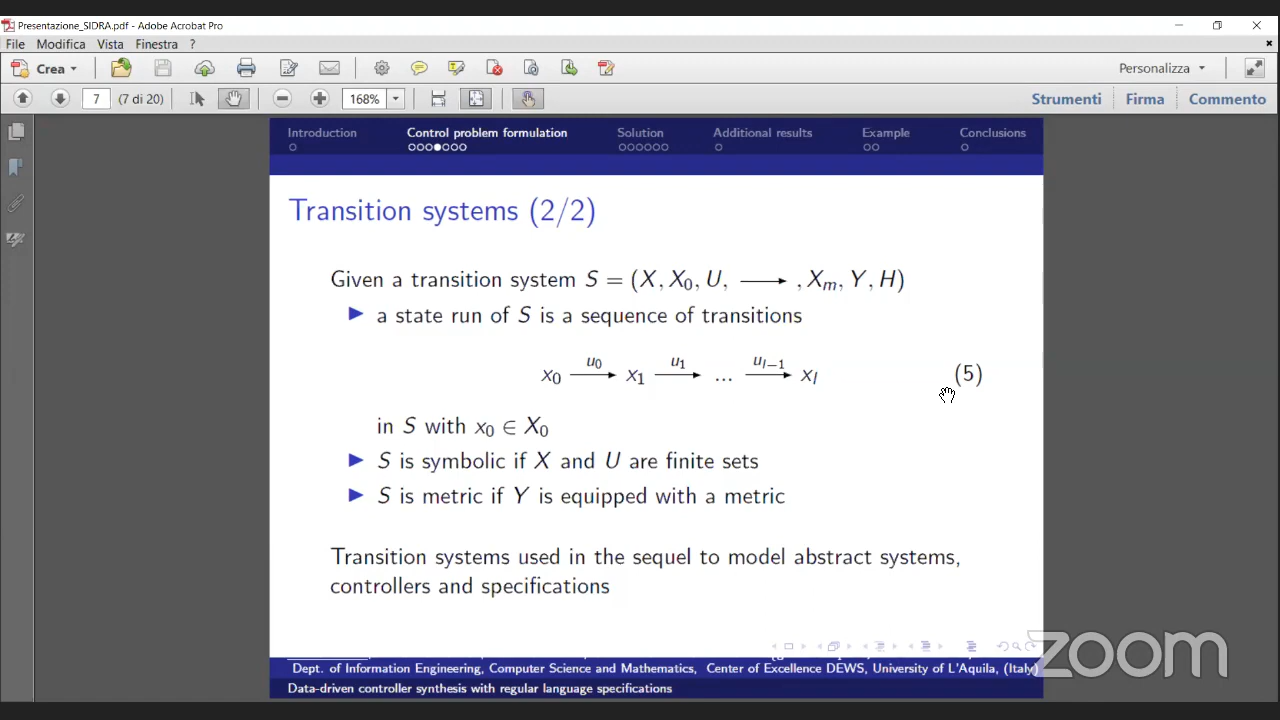 Presentazione_SIDRA.pdf - Adobe Acrobat Pro
File Modifica Vista Finestra ?
Crea Personalizza
7 (7 di 20) 168% Strumenti Firma Commento
Introduction Control problem formulation Solution Additional results Example Conclusions
Transition systems (2/2)
Given a transition system S = (X, X₀, U, ⟶ , Xₘ, Y, H)
▶ a state run of S is a sequence of transitions
u₀ u₁ u_{l−1}
x₀ ⟶ x₁ ⟶ ... ⟶ x_l (5)
in S with x₀ ∈ X₀
▶ S is symbolic if X and U are finite sets
▶ S is metric if Y is equipped with a metric
Transition systems used in the sequel to model abstract systems,
controllers and specifications
Dept. of Information Engineering, Computer Science and Mathematics, Center of Excellence DEWS, University of L'Aquila, (Italy)
Data-driven controller synthesis with regular language specifications
zoom